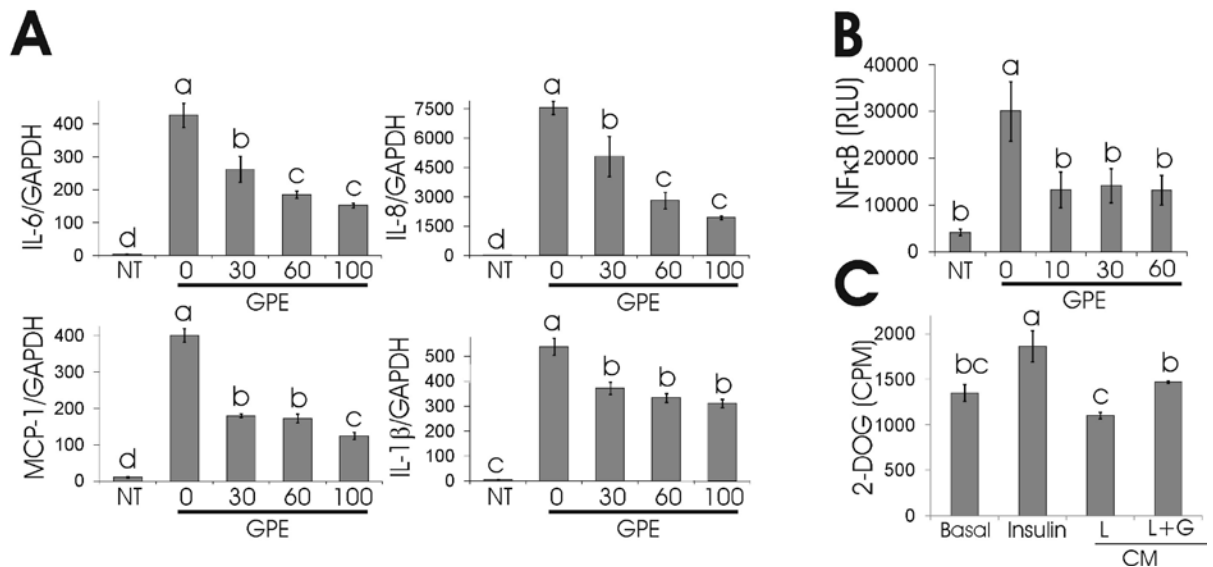 A
IL-6/GAPDH
400
300
200
100
0
a
b
c
c
d
NT
0
30
60
100
GPE
IL-8/GAPDH
7500
6000
4500
3000
1500
0
a
b
c
c
d
NT
0
30
60
100
GPE
MCP-1/GAPDH
400
300
200
100
0
a
b
b
c
d
NT
0
30
60
100
GPE
IL-1β/GAPDH
500
400
300
200
100
0
a
b
b
b
c
NT
0
30
60
100
GPE
B
NFκB (RLU)
40000
30000
20000
10000
0
a
b
b
b
b
NT
0
10
30
60
GPE
C
2-DOG (CPM)
2000
1500
1000
500
0
bc
a
c
b
Basal
Insulin
L
L+G
CM